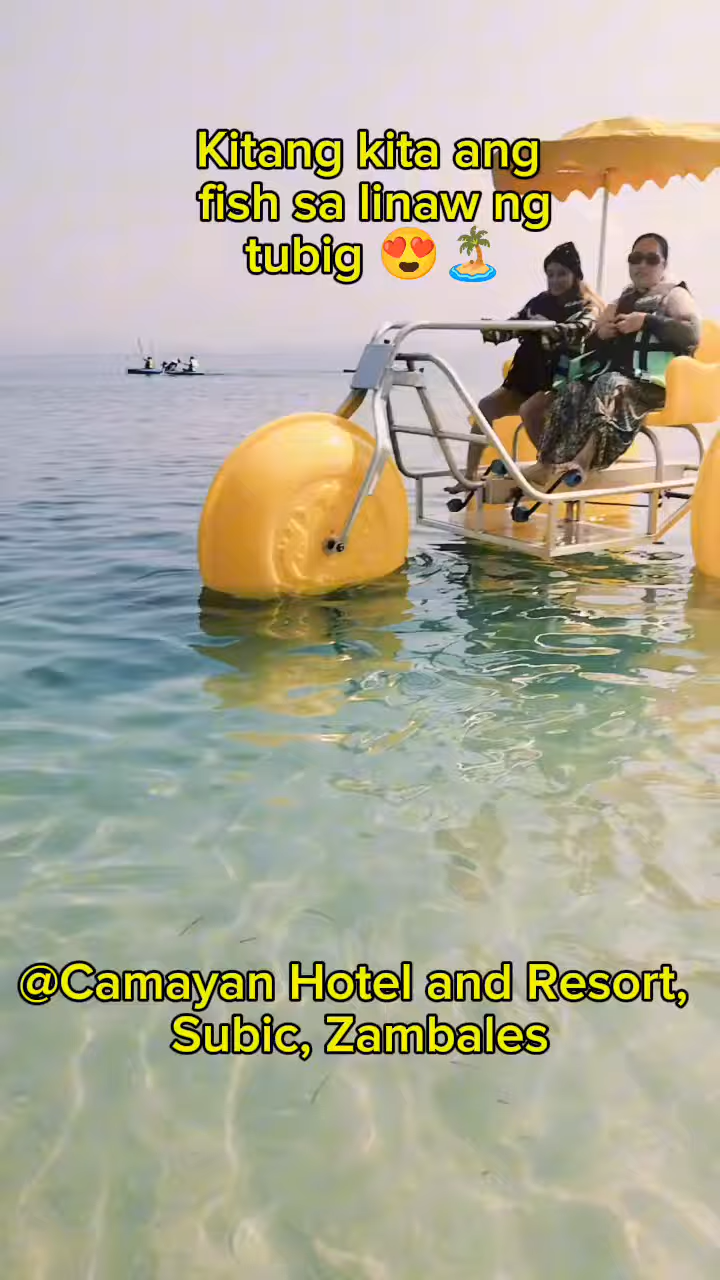 Kitang kita ang
fish sa linaw ng
tubig 😍 🏝️
@Camayan Hotel and Resort,
Subic, Zambales